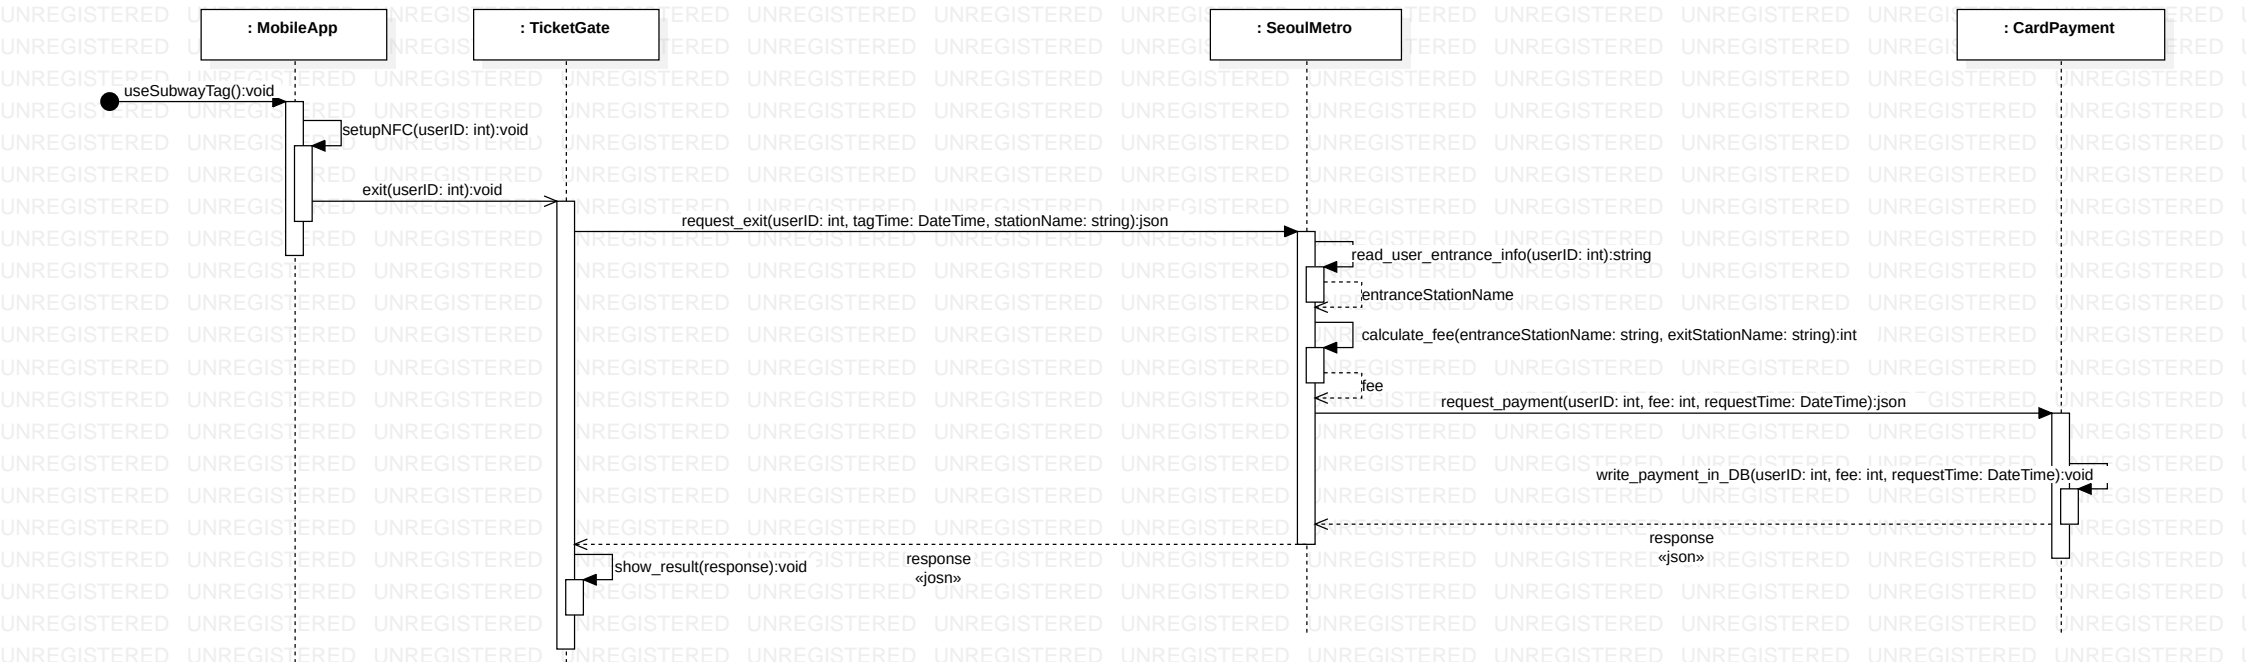 : MobileApp
: TicketGate
: SeoulMetro
: CardPayment
useSubwayTag():void
setupNFC(userID: int):void
exit(userID: int):void
request_exit(userID: int, tagTime: DateTime, stationName: string):json
read_user_entrance_info(userID: int):string
entranceStationName
calculate_fee(entranceStationName: string, exitStationName: string):int
fee
request_payment(userID: int, fee: int, requestTime: DateTime):json
write_payment_in_DB(userID: int, fee: int, requestTime: DateTime):void
response
«json»
response
«josn»
show_result(response):void
UNREGISTERED